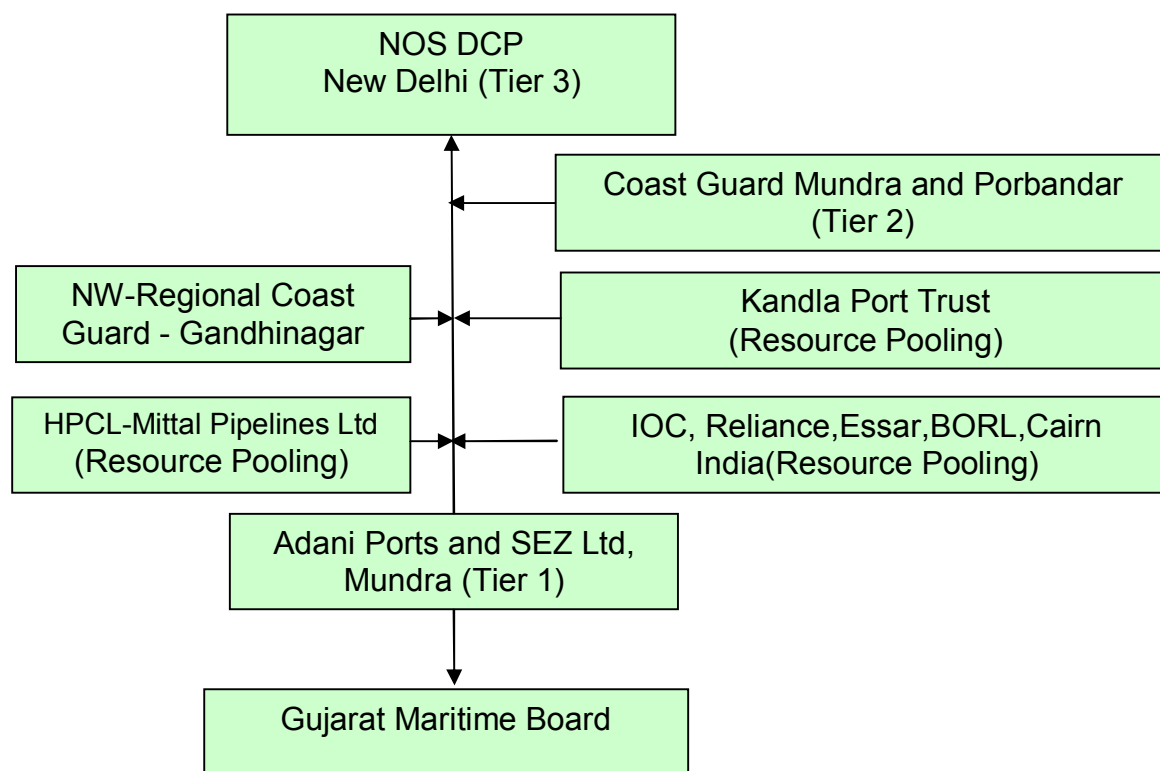 NOS DCP
New Delhi (Tier 3)
Coast Guard Mundra and Porbandar
(Tier 2)
NW-Regional Coast
Guard - Gandhinagar
Kandla Port Trust
(Resource Pooling)
HPCL-Mittal Pipelines Ltd
(Resource Pooling)
IOC, Reliance,Essar,BORL,Cairn
India(Resource Pooling)
Adani Ports and SEZ Ltd,
Mundra (Tier 1)
Gujarat Maritime Board